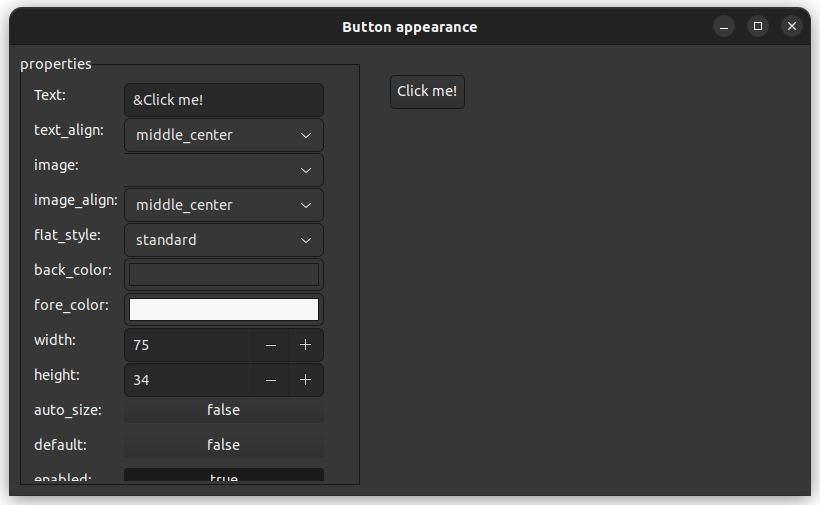 Button appearance
properties
Text: &Click me!
text_align: middle_center
image:
image_align: middle_center
flat_style: standard
back_color:
fore_color:
width: 75
height: 34
auto_size: false
default: false
enabled: true
Click me!